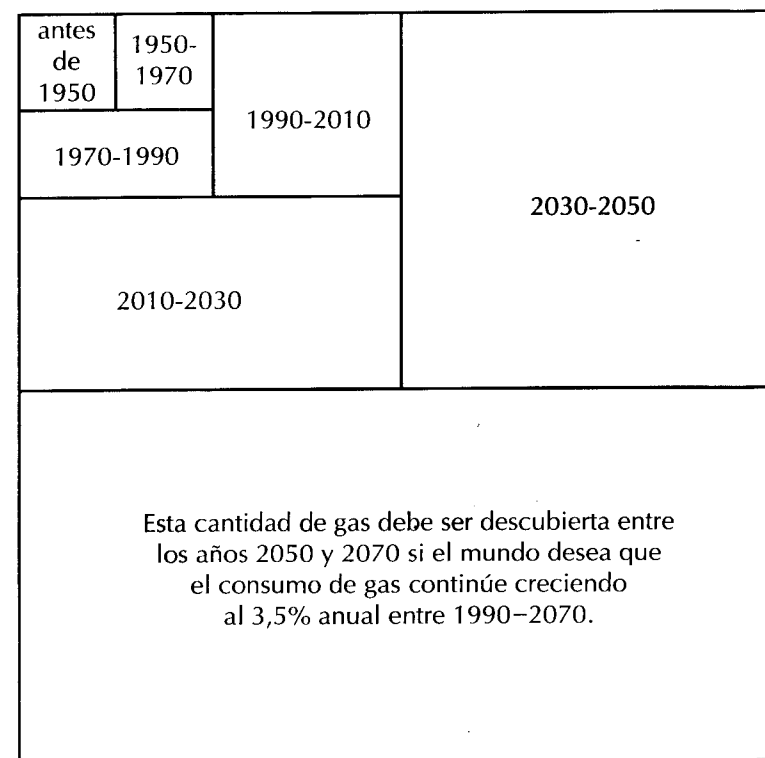 antes
de
1950
1950-
1970
1970-1990
1990-2010
2010-2030
2030-2050
Esta cantidad de gas debe ser descubierta entre
los años 2050 y 2070 si el mundo desea que
el consumo de gas continúe creciendo
al 3,5% anual entre 1990–2070.